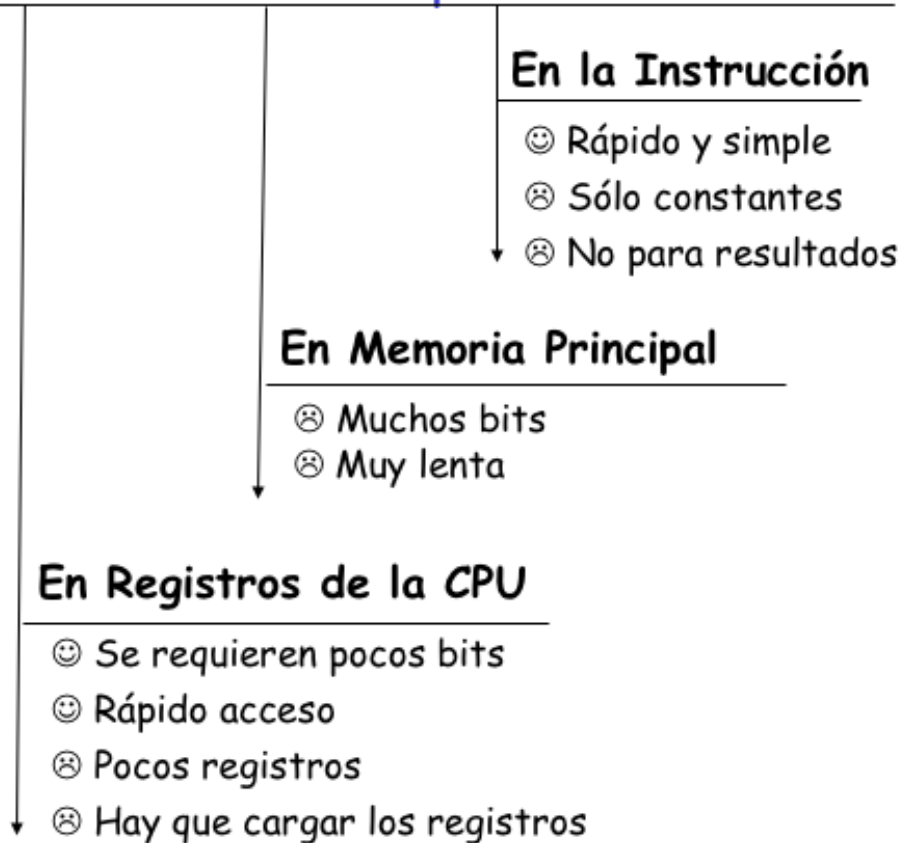 En la Instrucción
☺ Rápido y simple
☹ Sólo constantes
☹ No para resultados
En Memoria Principal
☹ Muchos bits
☹ Muy lenta
En Registros de la CPU
☺ Se requieren pocos bits
☺ Rápido acceso
☹ Pocos registros
☹ Hay que cargar los registros